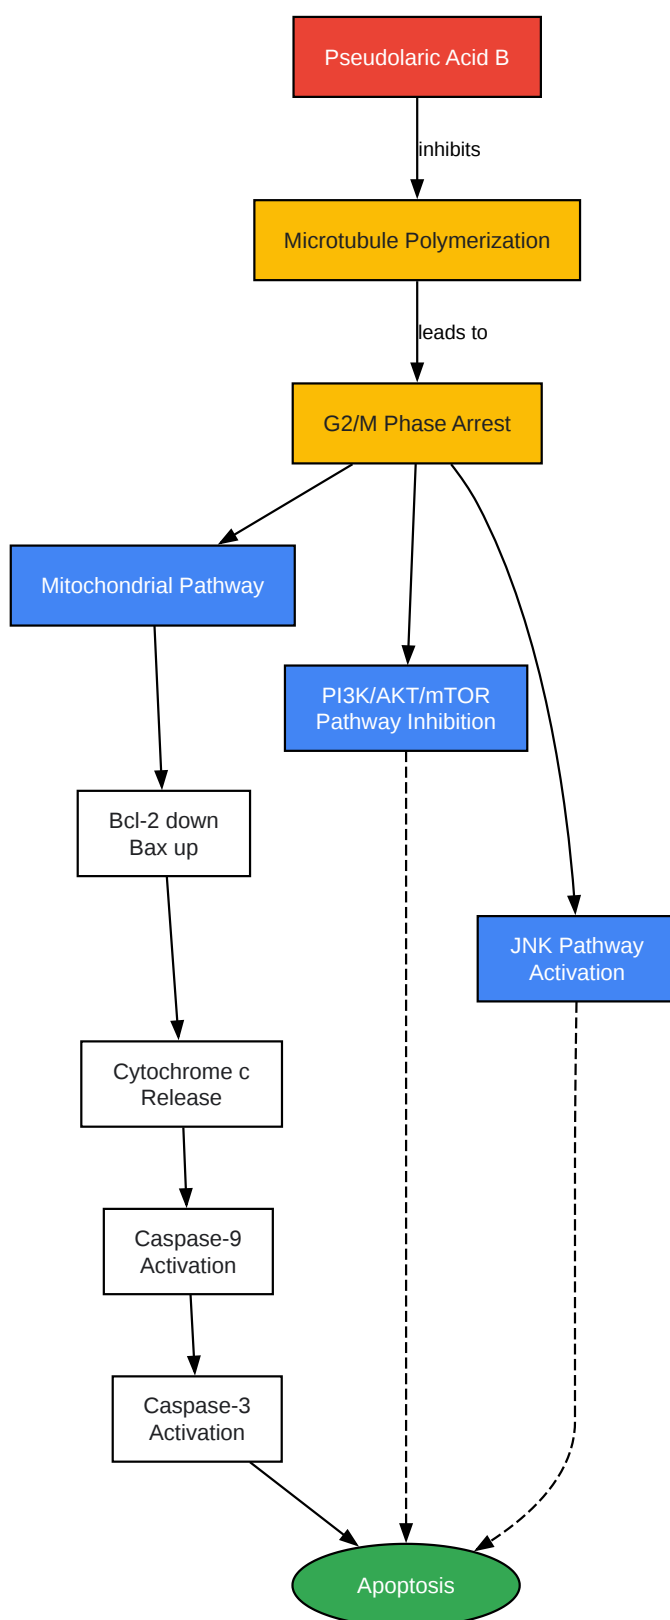 Pseudolaric Acid B
inhibits
Microtubule Polymerization
leads to
G2/M Phase Arrest
Mitochondrial Pathway
PI3K/AKT/mTOR
Pathway Inhibition
Bcl-2 down
Bax up
JNK Pathway
Activation
Cytochrome c
Release
Caspase-9
Activation
Caspase-3
Activation
Apoptosis